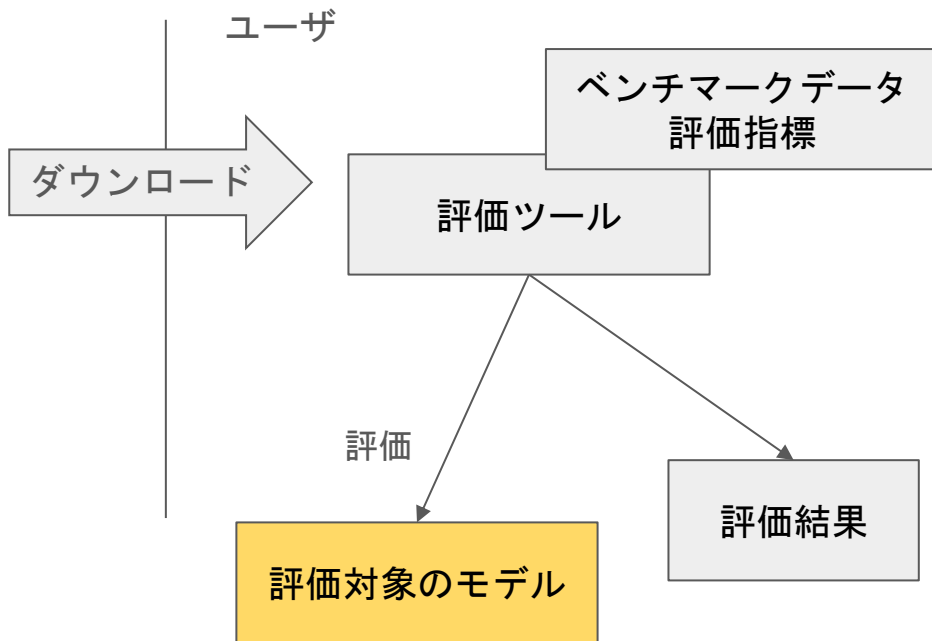 ユーザ
ベンチマークデータ
評価指標
ダウンロード
評価ツール
評価
評価結果
評価対象のモデル